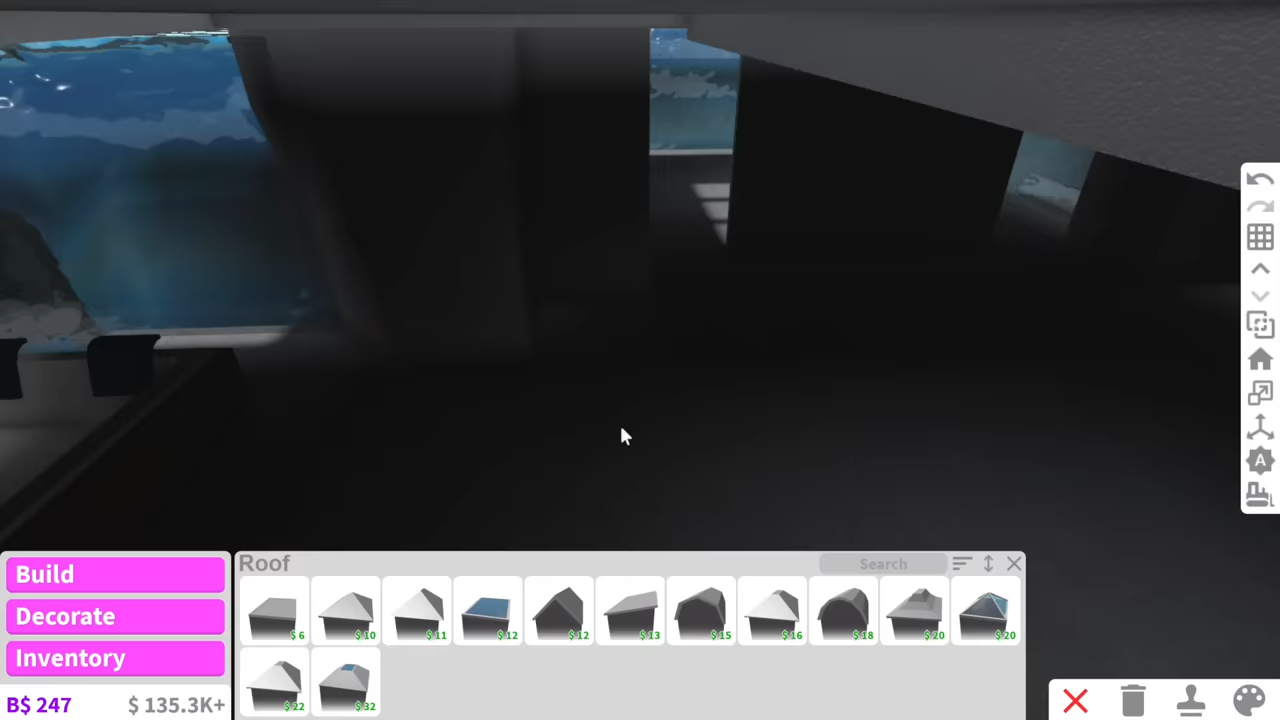 Roof
Search
$ 6
$ 10
$ 11
$ 12
$ 12
$ 13
$ 15
$ 16
$ 18
$ 20
$ 20
$ 22
$ 32
Build
Decorate
Inventory
B$ 247
$ 135.3K+
A